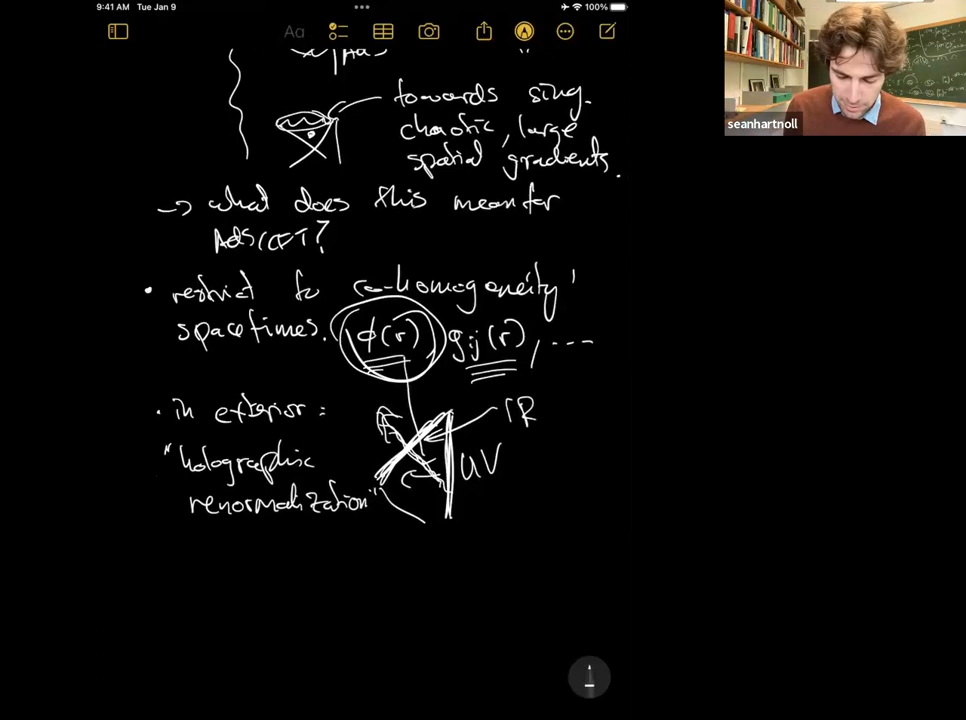 9:41 AM Tue Jan 9
100%
Aa
seanhartnoll
towards sing.
chaotic, large
spatial gradients.
-> what does this mean for
AdS/CFT?
• restrict to co-homogeneity 1
spacetimes. φ(r) gij(r), ...
• in exterior :
IR
"holographic
UV
renormalization"